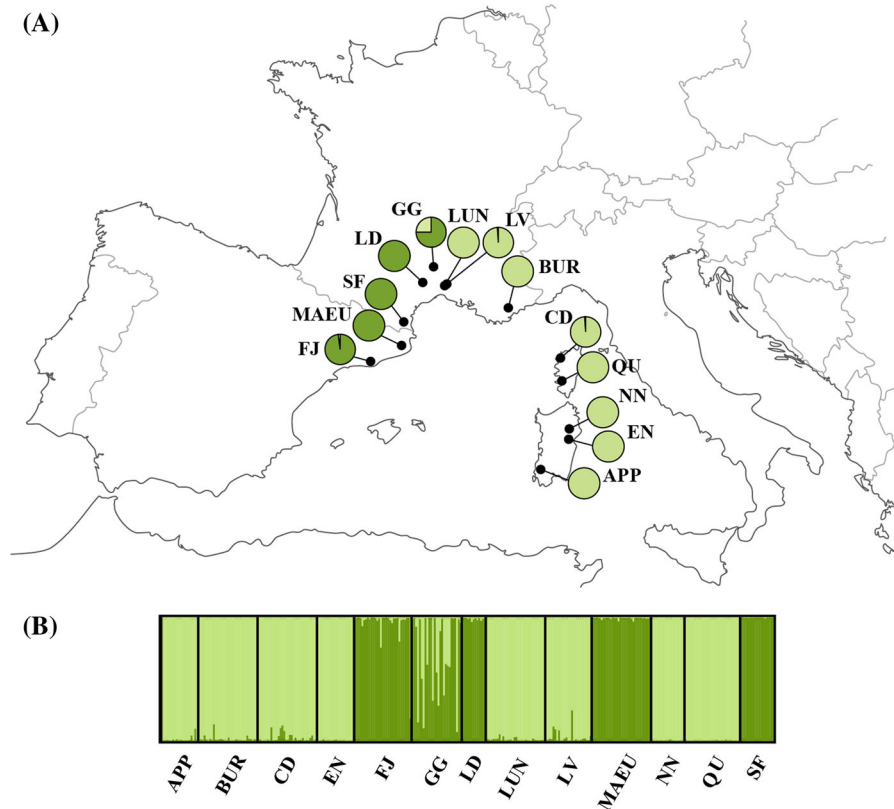 (A)
GG
LUN
LV
LD
BUR
SF
MAEU
CD
FJ
QU
NN
EN
APP
(B)
APP
BUR
CD
EN
FJ
GG
LD
LUN
LV
MAEU
NN
QU
SF